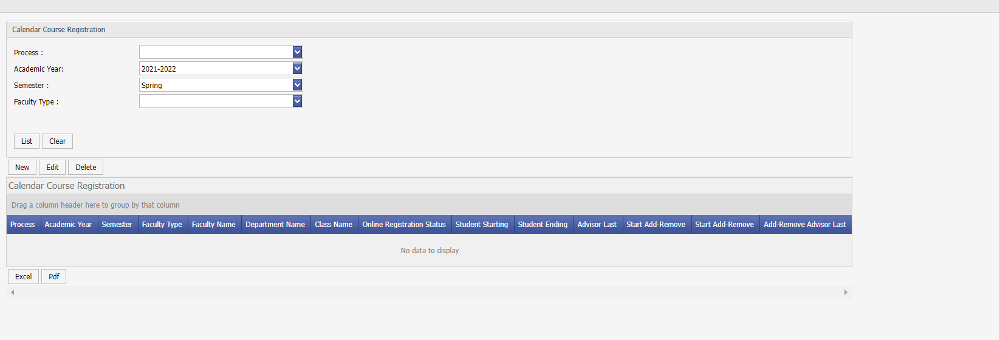 Calendar Course Registration
Process :
Academic Year: 2021-2022
Semester : Spring
Faculty Type :
List Clear
New Edit Delete
Calendar Course Registration
Drag a column header here to group by that column
Process Academic Year Semester Faculty Type Faculty Name Department Name Class Name Online Registration Status Student Starting Student Ending Advisor Last Start Add-Remove Start Add-Remove Add-Remove Advisor Last
No data to display
Excel Pdf